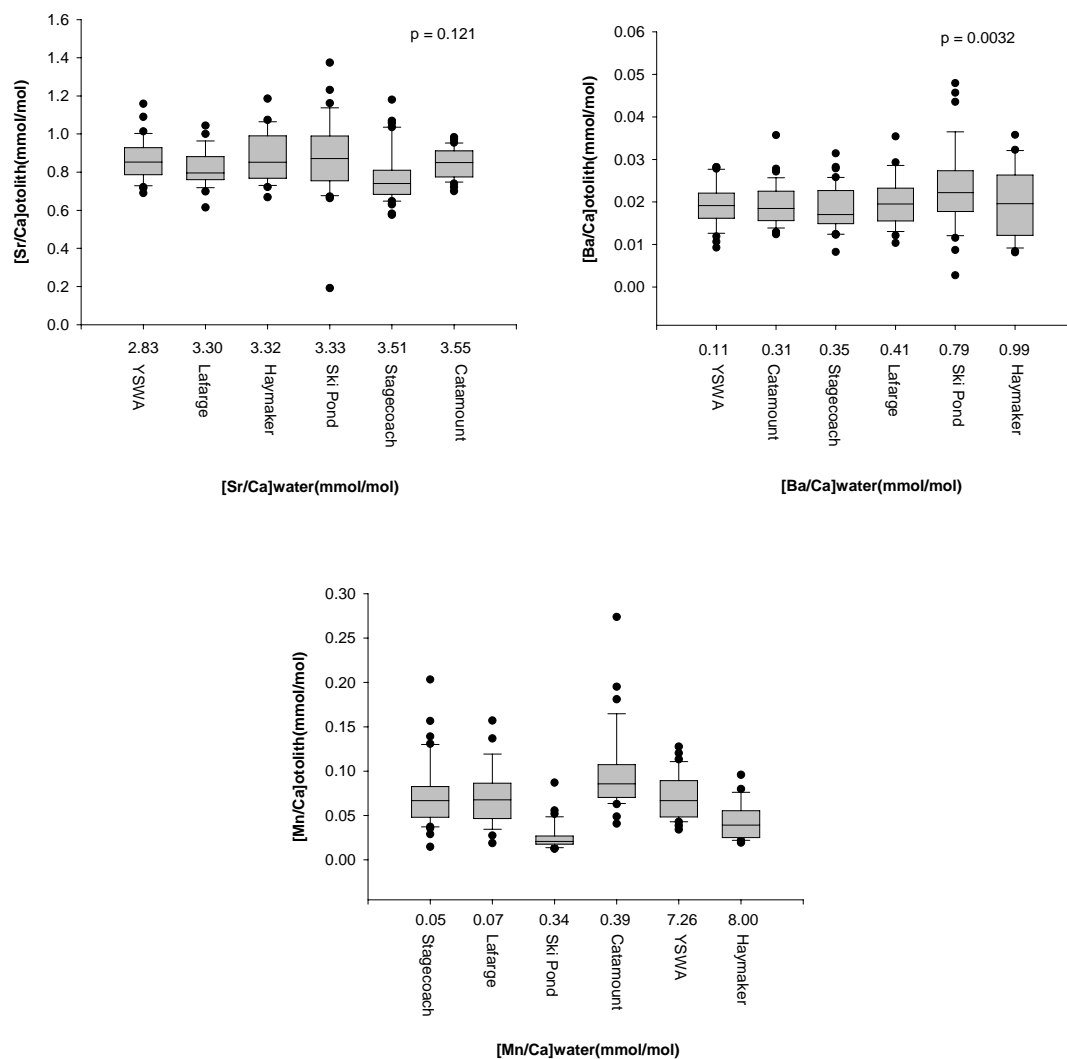 p = 0.121
[Sr/Ca]otolith(mmol/mol)
1.6
1.4
1.2
1.0
0.8
0.6
0.4
0.2
0.0
2.83 3.30 3.32 3.33 3.51 3.55
YSWA
Lafarge
Haymaker
Ski Pond
Stagecoach
Catamount
[Sr/Ca]water(mmol/mol)
p = 0.0032
[Ba/Ca]otolith(mmol/mol)
0.06
0.05
0.04
0.03
0.02
0.01
0.00
0.11 0.31 0.35 0.41 0.79 0.99
YSWA
Catamount
Stagecoach
Lafarge
Ski Pond
Haymaker
[Ba/Ca]water(mmol/mol)
[Mn/Ca]otolith(mmol/mol)
0.30
0.25
0.20
0.15
0.10
0.05
0.00
0.05 0.07 0.34 0.39 7.26 8.00
Stagecoach
Lafarge
Ski Pond
Catamount
YSWA
Haymaker
[Mn/Ca]water(mmol/mol)